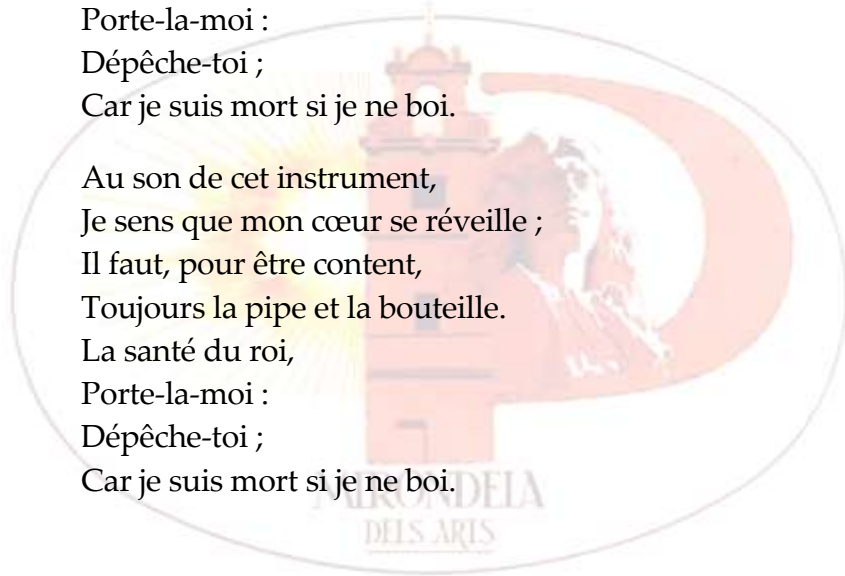 Porte-la-moi :
Dépêche-toi ;
Car je suis mort si je ne boi.
Au son de cet instrument,
Je sens que mon cœur se réveille ;
Il faut, pour être content,
Toujours la pipe et la bouteille.
La santé du roi,
Porte-la-moi :
Dépêche-toi ;
Car je suis mort si je ne boi.
MIRONDELA
DELS ARTS